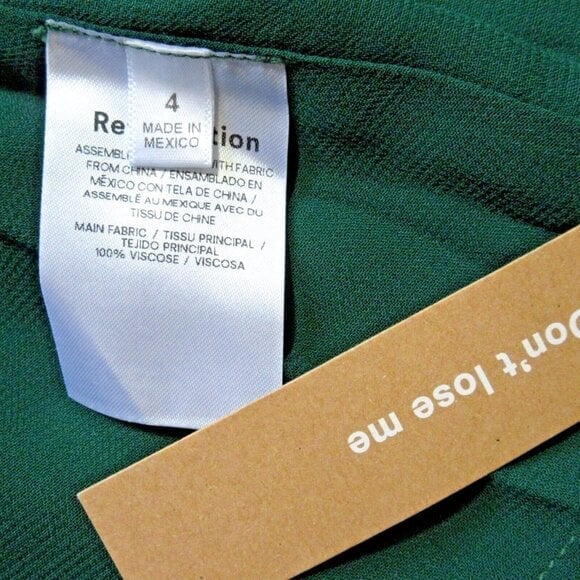 4
MADE IN
MEXICO
Re tion
ASSEMBL WITH FABRIC
FROM CHINA / ENSAMBLADO EN
MÉXICO CON TELA DE CHINA /
ASSEMBLÉ AU MEXIQUE AVEC DU
TISSU DE CHINE
MAIN FABRIC / TISSU PRINCIPAL /
TEJIDO PRINCIPAL
100% VISCOSE / VISCOSA
Don't lose me